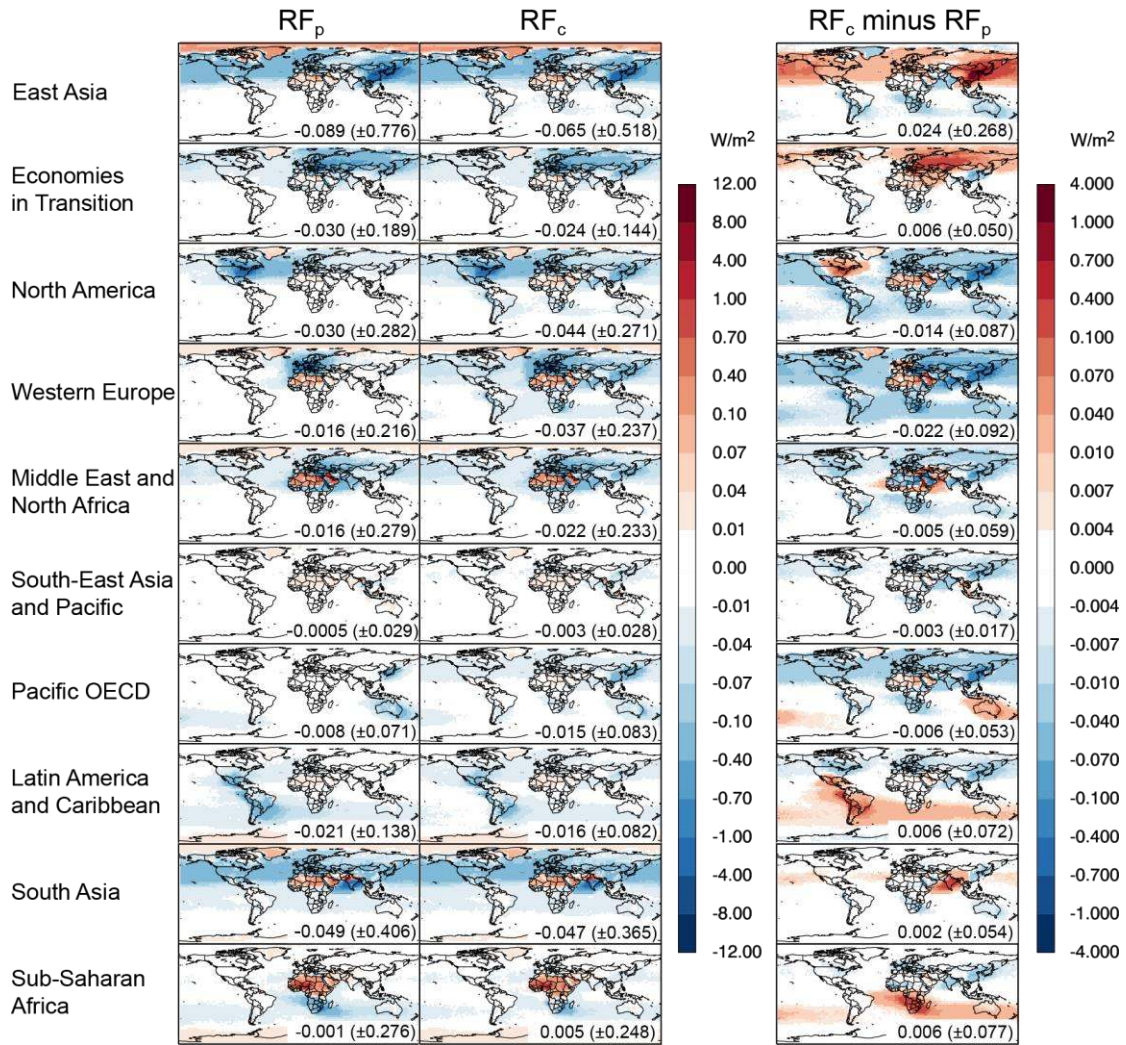 RFp RFc RFc minus RFp
East Asia
-0.089 (±0.776) -0.065 (±0.518) 0.024 (±0.268)
Economies
in Transition
-0.030 (±0.189) -0.024 (±0.144) 0.006 (±0.050)
North America
-0.030 (±0.282) -0.044 (±0.271) -0.014 (±0.087)
Western Europe
-0.016 (±0.216) -0.037 (±0.237) -0.022 (±0.092)
Middle East and
North Africa
-0.016 (±0.279) -0.022 (±0.233) -0.005 (±0.059)
South-East Asia
and Pacific
-0.0005 (±0.029) -0.003 (±0.028) -0.003 (±0.017)
Pacific OECD
-0.008 (±0.071) -0.015 (±0.083) -0.006 (±0.053)
Latin America
and Caribbean
-0.021 (±0.138) -0.016 (±0.082) 0.006 (±0.072)
South Asia
-0.049 (±0.406) -0.047 (±0.365) 0.002 (±0.054)
Sub-Saharan
Africa
-0.001 (±0.276) 0.005 (±0.248) 0.006 (±0.077)
W/m²
12.00
8.00
4.00
1.00
0.70
0.40
0.10
0.07
0.04
0.01
0.00
-0.01
-0.04
-0.07
-0.10
-0.40
-0.70
-1.00
-4.00
-8.00
-12.00
W/m²
4.000
1.000
0.700
0.400
0.100
0.070
0.040
0.010
0.007
0.004
0.000
-0.004
-0.007
-0.010
-0.040
-0.070
-0.100
-0.400
-0.700
-1.000
-4.000